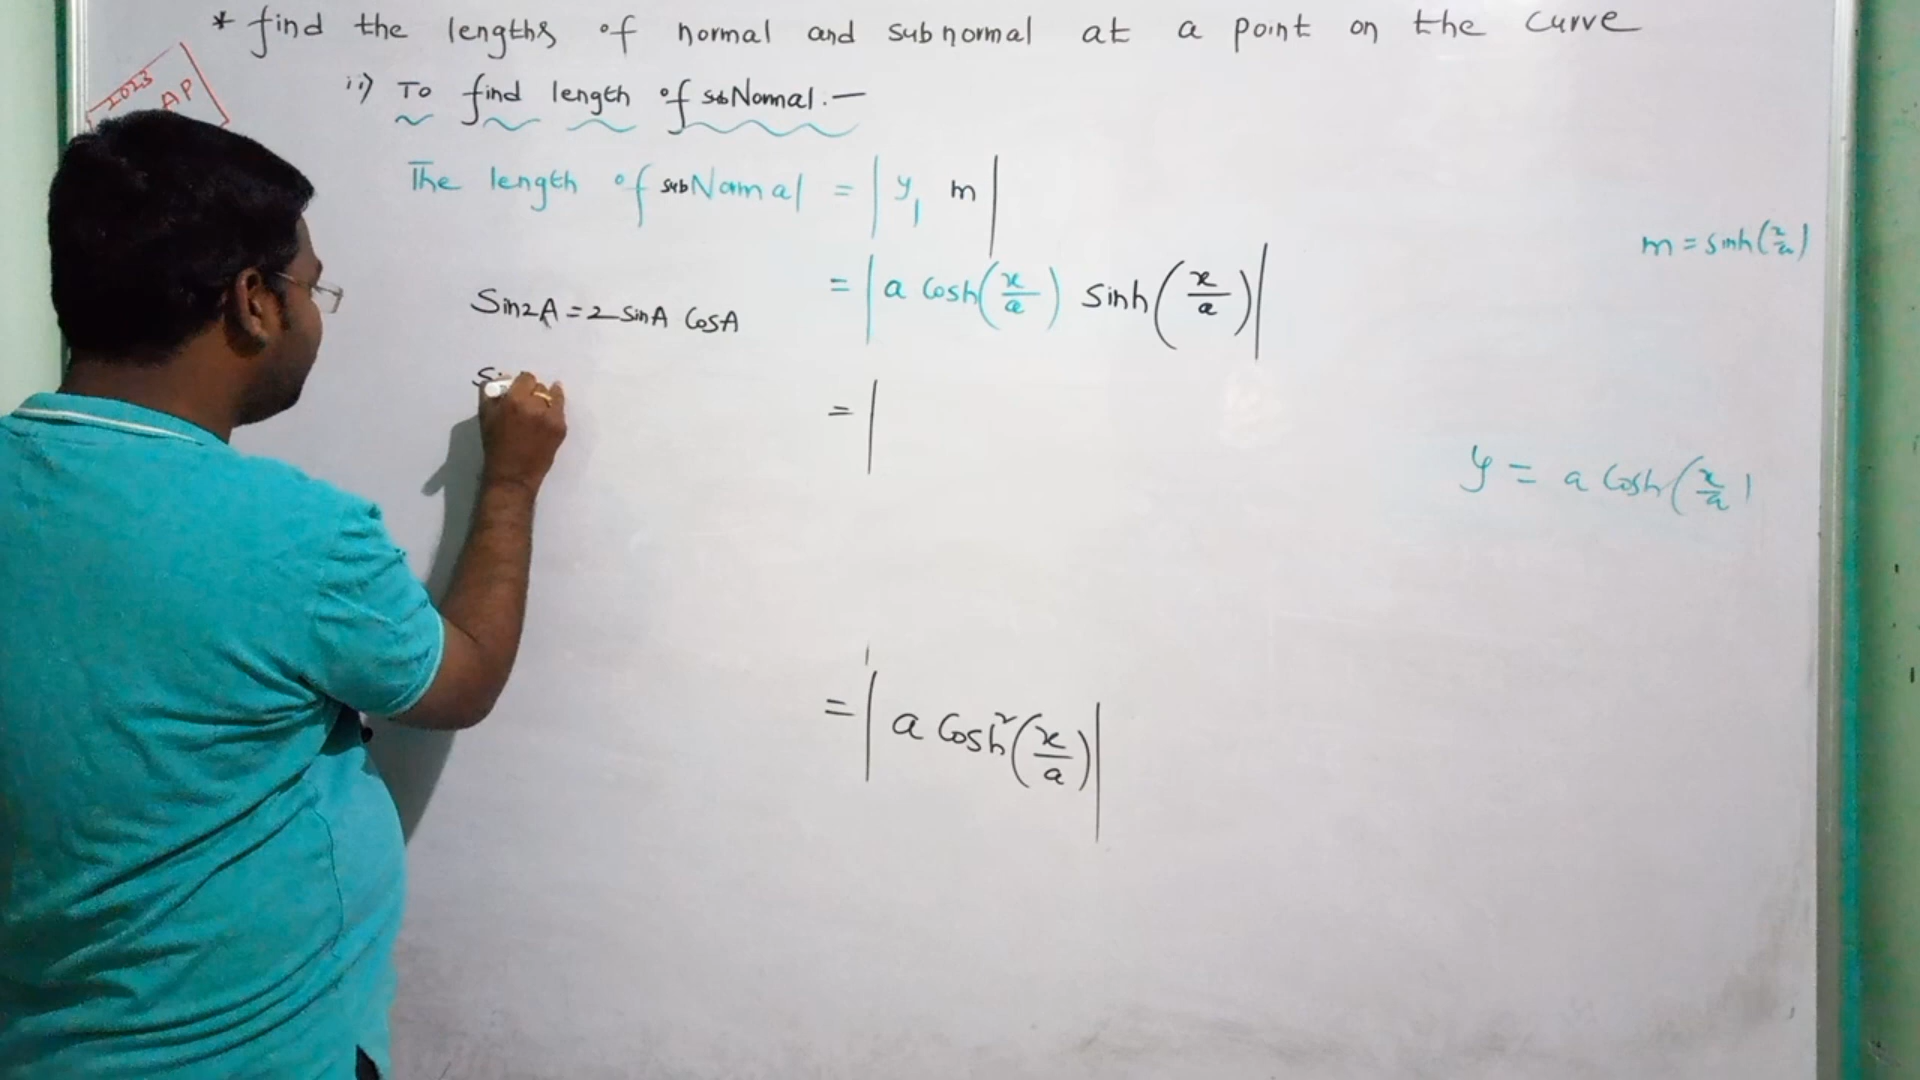 * find the lengths of normal and subnormal at a point on the curve
2023
AP
ii) To find length of subNormal. —
The length of subNormal = | y₁ m |
m = sinh(x/a)
= | a Cosh(x/a) Sinh(x/a) |
Sin2A = 2 SinA CosA
= |
y = a Cosh(x/a)
= | a Cosh²(x/a) |